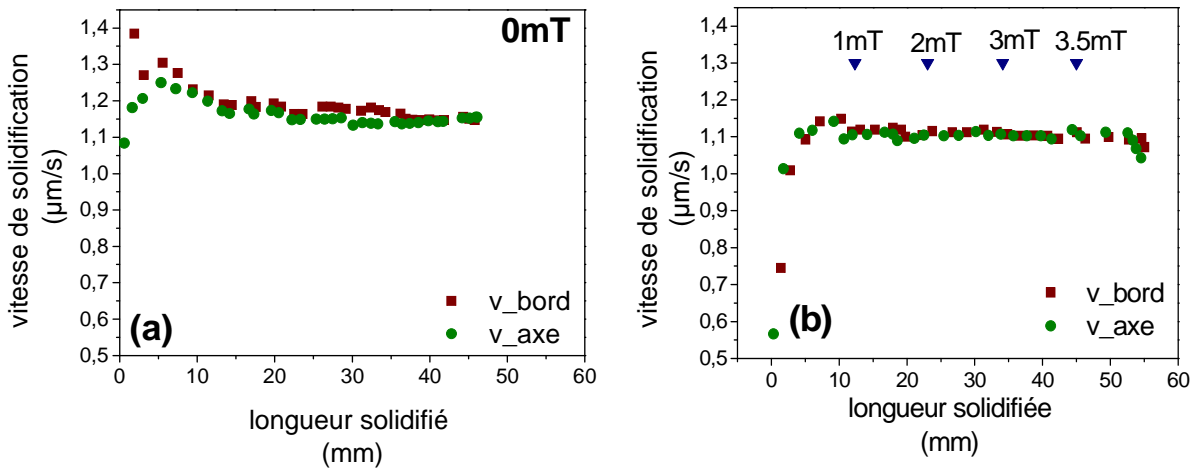 1,4
1,3
1,2
1,1
1,0
0,9
0,8
0,7
0,6
0,5
vitesse de solidification
(µm/s)
0mT
v_bord
v_axe
(a)
0 10 20 30 40 50 60
longueur solidifié
(mm)
1,4
1,3
1,2
1,1
1,0
0,9
0,8
0,7
0,6
0,5
vitesse de solidification
(µm/s)
1mT 2mT 3mT 3.5mT
v_bord
v_axe
(b)
0 10 20 30 40 50 60
longueur solidifiée
(mm)